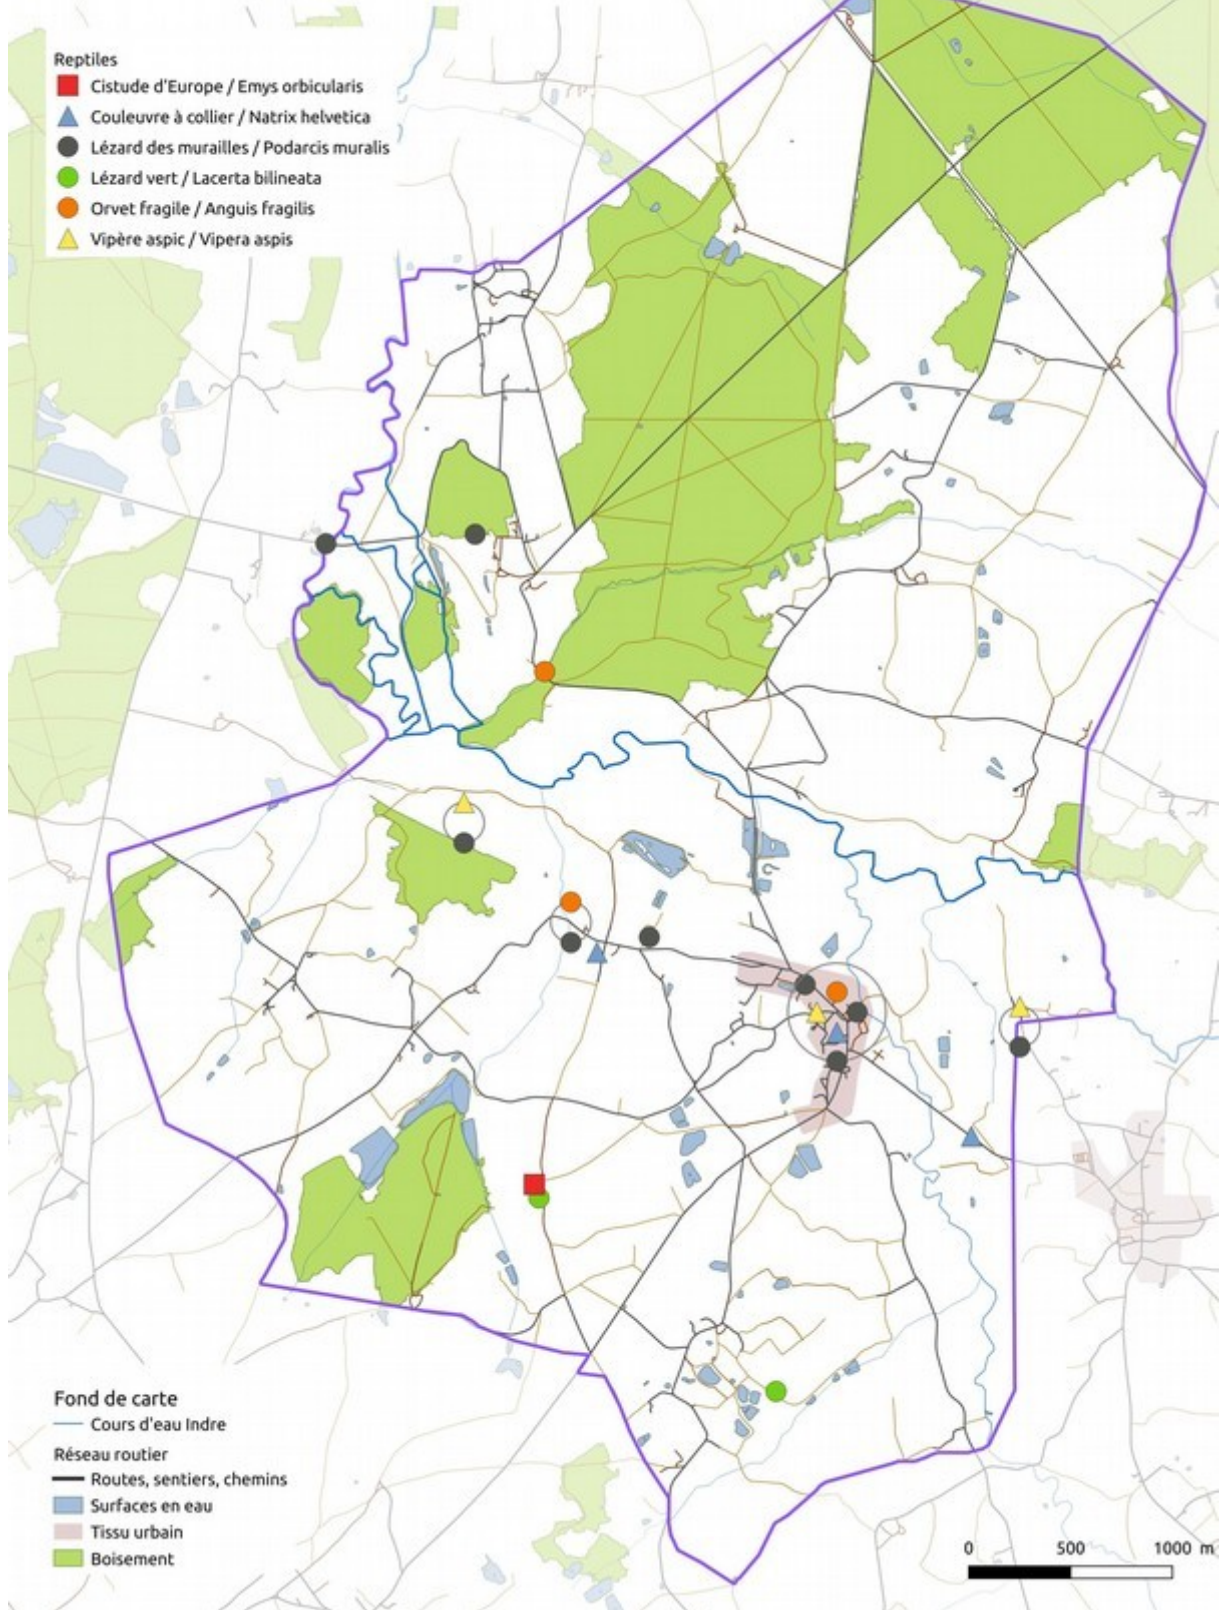 Reptiles
Cistude d'Europe / Emys orbicularis
Couleuvre à collier / Natrix helvetica
Lézard des murailles / Podarcis muralis
Lézard vert / Lacerta bilineata
Orvet fragile / Anguis fragilis
Vipère aspic / Vipera aspis
Fond de carte
Cours d'eau Indre
Réseau routier
Routes, sentiers, chemins
Surfaces en eau
Tissu urbain
Boisement
0 500 1000 m